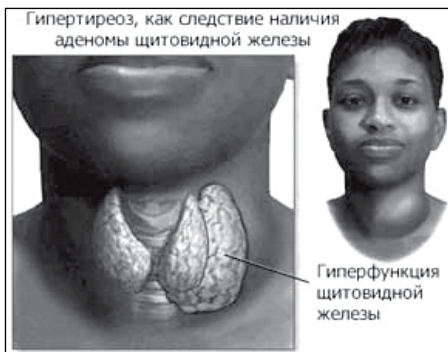 Гипертиреоз, как следствие наличия
аденомы щитовидной железы
Гиперфункция
щитовидной
железы